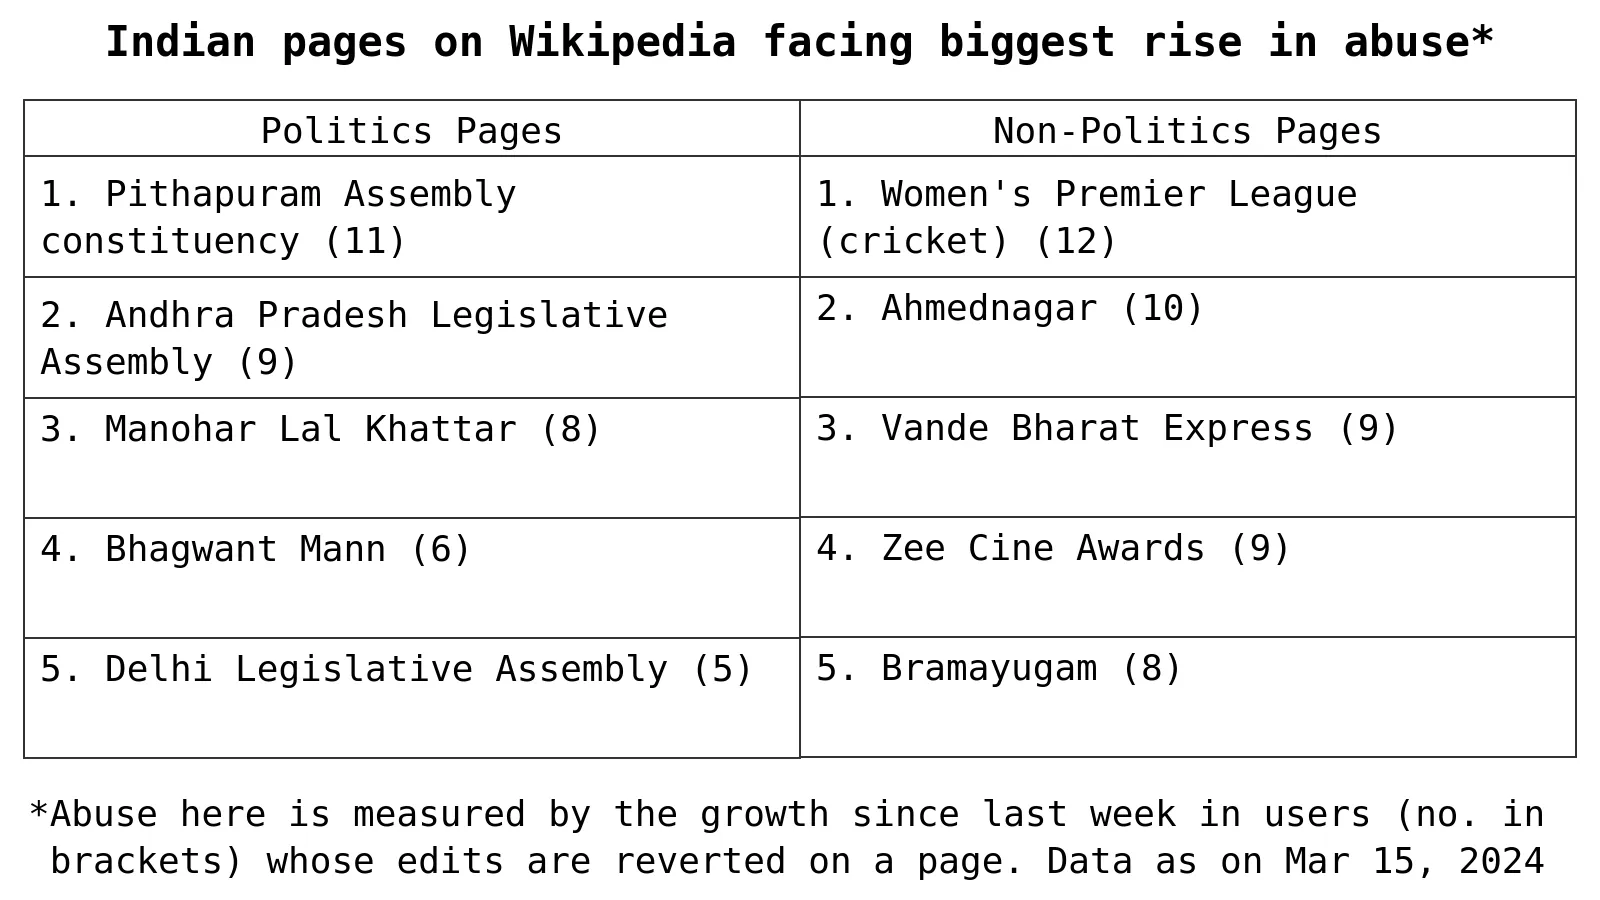 Indian pages on Wikipedia facing biggest rise in abuse*
Politics Pages
1. Pithapuram Assembly
constituency (11)
2. Andhra Pradesh Legislative
Assembly (9)
3. Manohar Lal Khattar (8)
4. Bhagwant Mann (6)
5. Delhi Legislative Assembly (5)
Non-Politics Pages
1. Women's Premier League
(cricket) (12)
2. Ahmednagar (10)
3. Vande Bharat Express (9)
4. Zee Cine Awards (9)
5. Bramayugam (8)
*Abuse here is measured by the growth since last week in users (no. in
brackets) whose edits are reverted on a page. Data as on Mar 15, 2024